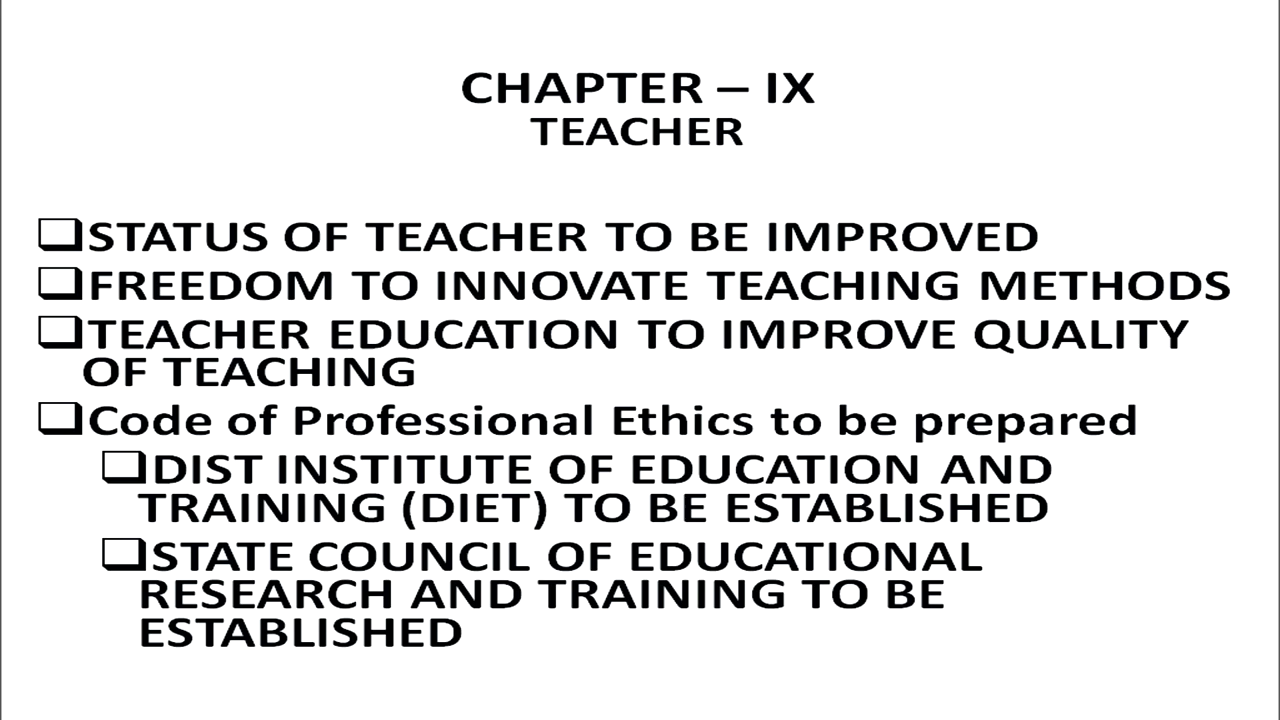 CHAPTER – IX
TEACHER
❑STATUS OF TEACHER TO BE IMPROVED
❑FREEDOM TO INNOVATE TEACHING METHODS
❑TEACHER EDUCATION TO IMPROVE QUALITY
OF TEACHING
❑Code of Professional Ethics to be prepared
❑DIST INSTITUTE OF EDUCATION AND
TRAINING (DIET) TO BE ESTABLISHED
❑STATE COUNCIL OF EDUCATIONAL
RESEARCH AND TRAINING TO BE
ESTABLISHED